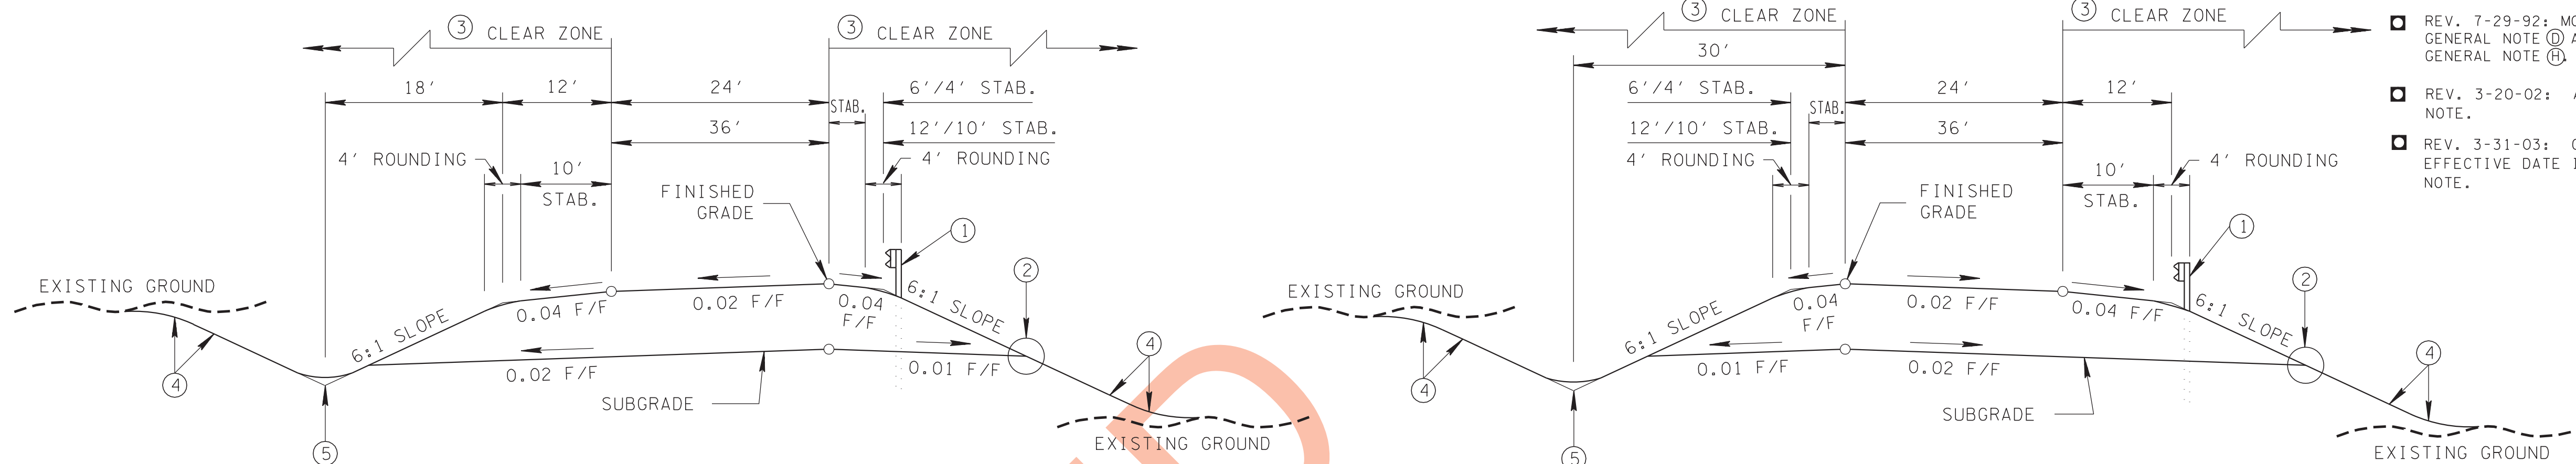 ③ CLEAR ZONE
③ CLEAR ZONE
18' 12' 24' 6'/4' STAB.
STAB.
36' 12'/10' STAB.
4' ROUNDING 4' ROUNDING
10'
STAB.
FINISHED
GRADE
①
②
EXISTING GROUND
6:1 SLOPE
0.04 F/F
0.02 F/F
0.04
F/F
6:1 SLOPE
④
④
0.02 F/F
0.01 F/F
SUBGRADE
EXISTING GROUND
⑤
③ CLEAR ZONE
③ CLEAR ZONE
30'
6'/4' STAB. 24' 12'
STAB.
12'/10' STAB. 36'
4' ROUNDING 4' ROUNDING
10'
STAB.
FINISHED
GRADE
①
②
EXISTING GROUND
6:1 SLOPE
0.04
F/F
0.02 F/F
0.04 F/F
6:1 SLOPE
④
④
0.01 F/F
0.02 F/F
SUBGRADE
EXISTING GROUND
⑤
REV. 7-29-92:
GENERAL NOTE Ⓓ
GENERAL NOTE Ⓗ.
REV. 3-20-02:
NOTE.
REV. 3-31-03:
EFFECTIVE DATE
NOTE.